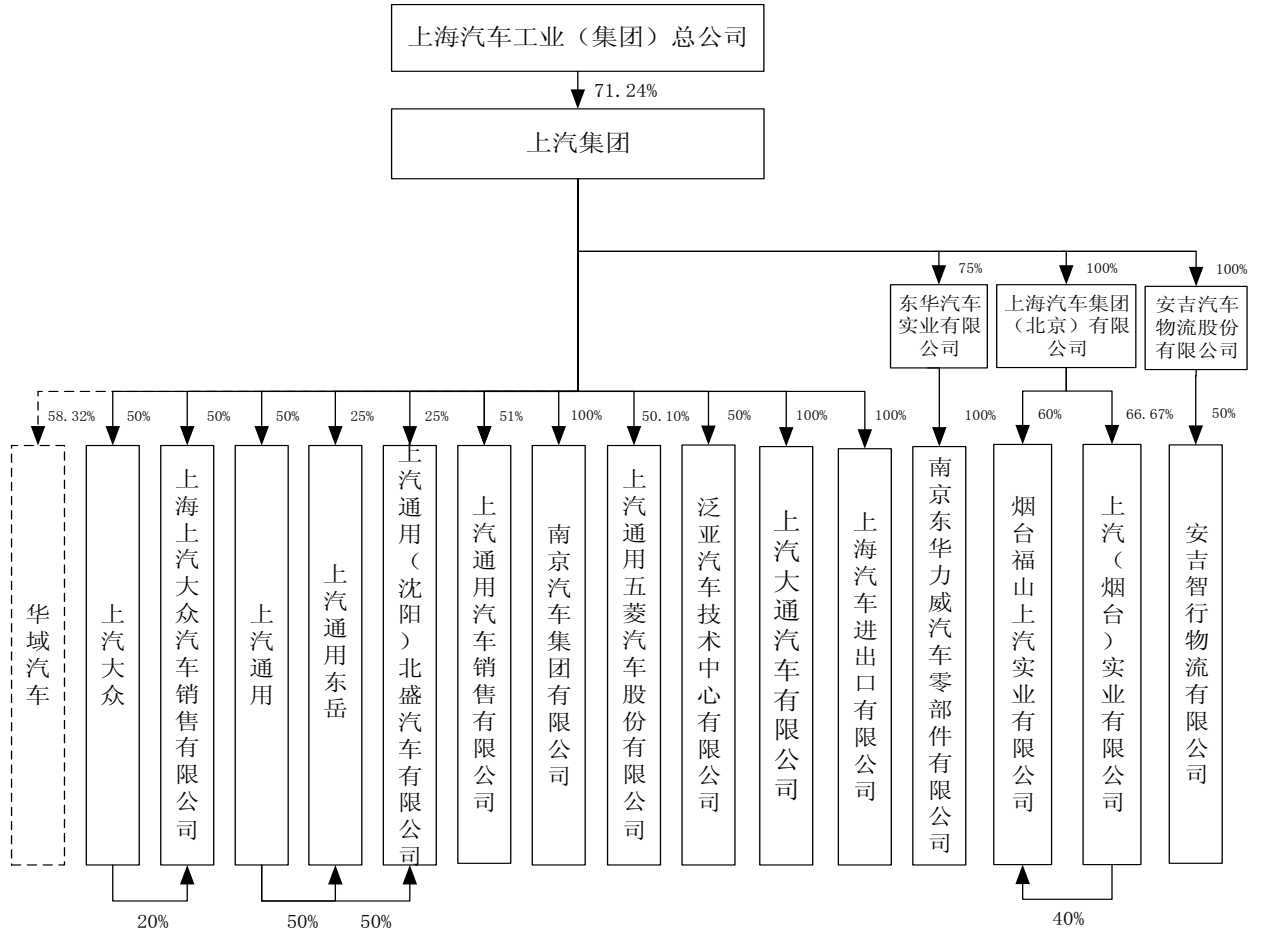 上海汽车工业（集团）总公司
71.24%
上汽集团
75%
100%
100%
东华汽车
实业有限
公司
上海汽车集团
（北京）有限
公司
安吉汽车
物流股份
有限公司
58.32%
50%
50%
50%
25%
25%
51%
100%
50.10%
50%
100%
100%
100%
60%
66.67%
50%
华域汽车
上汽大众
上海上汽大众汽车销售有限公司
上汽通用
上汽通用东岳
上汽通用（沈阳）北盛汽车有限公司
上汽通用汽车销售有限公司
南京汽车集团有限公司
上汽通用五菱汽车股份有限公司
泛亚汽车技术中心有限公司
上汽大通汽车有限公司
上海汽车进出口有限公司
南京东华力威汽车零部件有限公司
烟台福山上汽实业有限公司
上汽（烟台）实业有限公司
安吉智行物流有限公司
20%
50%
50%
40%